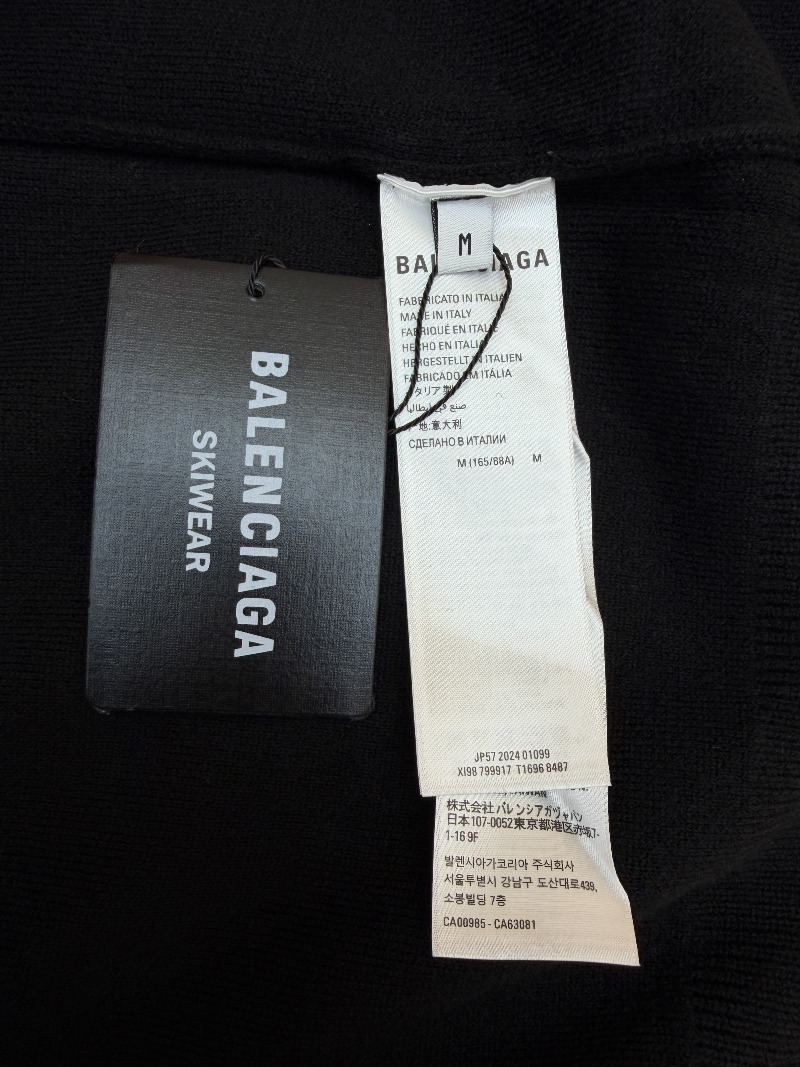 BALENCIAGA
SKIWEAR
M
FABRICATO IN ITALIA
MADE IN ITALY
FABRIQUÉ EN ITALIE
HECHO EN ITALIA
HERGESTELLT IN ITALIEN
FABRICADO EM ITÁLIA
イタリア製
صنع في إيطاليا
地:意大利
СДЕЛАНО В ИТАЛИИ
M (165/88A) M
JP57 2024 01099
XI98 799917 T1696 8487
株式会社 バレンシアガジャパン
日本107-0052東京都港区赤坂7-
1-16 9F
발렌시아가코리아 주식회사
서울특별시 강남구 도산대로439,
소봉빌딩 7층
CA00985 - CA63081